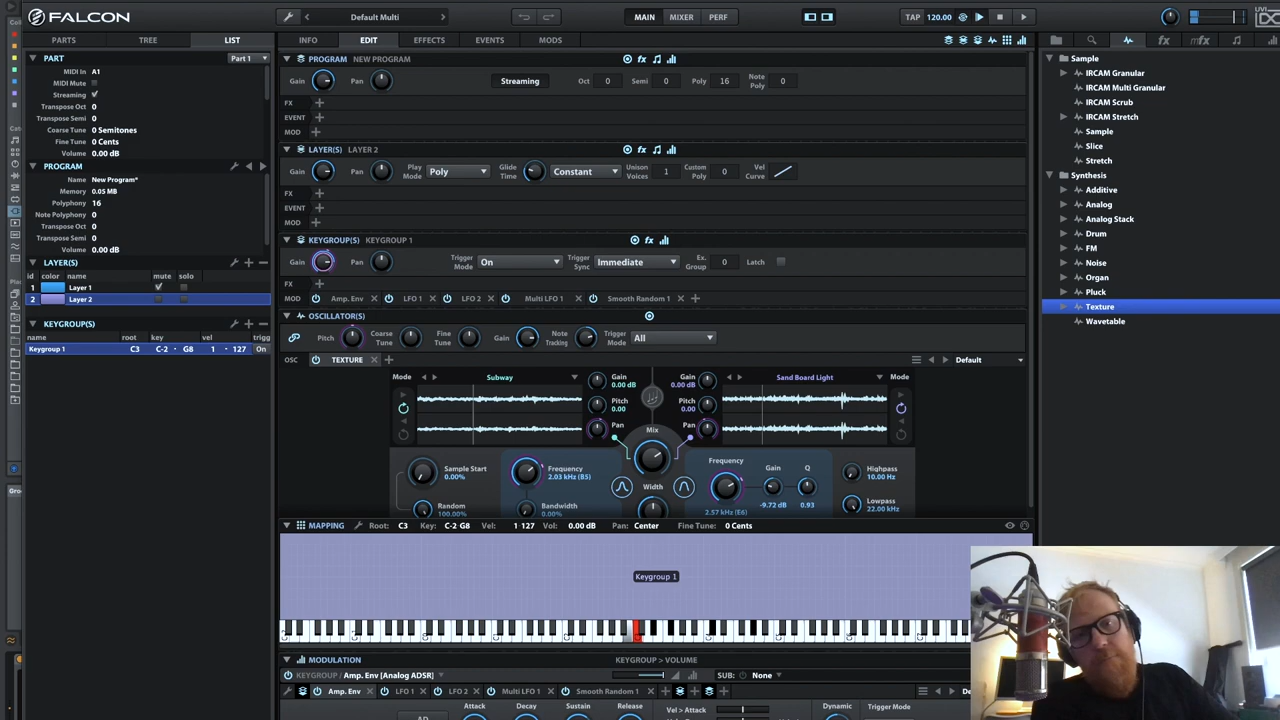 FALCON
Default Multi
MAIN MIXER PERF
TAP 120.00
UVI
PARTS TREE LIST
INFO EDIT EFFECTS EVENTS MODS
PART Part 1
MIDI In A1
MIDI Mute
Streaming
Transpose Oct 0
Transpose Semi 0
Coarse Tune 0 Semitones
Fine Tune 0 Cents
Volume 0.00 dB
PROGRAM
Name New Program*
Memory 0.05 MB
Polyphony 16
Note Polyphony 0
Transpose Oct 0
Transpose Semi 0
Volume 0.00 dB
LAYER(S)
id color name mute solo
1 Layer 1
2 Layer 2
KEYGROUP(S)
name root key vel trigg
Keygroup 1 C3 C-2 - G8 1 - 127 On
PROGRAM NEW PROGRAM
Gain Pan Streaming Oct 0 Semi 0 Poly 16 Note Poly 0
FX
EVENT
MOD
LAYER(S) LAYER 2
Gain Pan Play Mode Poly Glide Time Constant Unison Voices 1 Custom Poly 0 Vel Curve
FX
EVENT
MOD
KEYGROUP(S) KEYGROUP 1
Gain Pan Trigger Mode On Trigger Sync Immediate Ex. Group 0 Latch
FX
MOD Amp. Env LFO 1 LFO 2 Multi LFO 1 Smooth Random 1
OSCILLATOR(S)
Pitch Coarse Tune Fine Tune Gain Note Tracking Trigger Mode All
OSC TEXTURE Default
Mode Subway Gain 0.00 dB Gain 0.00 dB Sand Board Light Mode
Pitch 0.00 Pitch 0.00
Pan Mix Pan
Sample Start 0.00% Frequency 2.03 kHz (B5) Frequency Gain Q Highpass 10.00 Hz
Width
Random 100.00% Bandwidth 0.00% 2.57 kHz (E6) -9.72 dB 0.93 Lowpass 22.00 kHz
MAPPING Root: C3 Key: C-2 G8 Vel: 1 127 Vol: 0.00 dB Pan: Center Fine Tune: 0 Cents
Keygroup 1
MODULATION KEYGROUP > VOLUME
KEYGROUP / Amp. Env [Analog ADSR] SUB: None
Amp. Env LFO 1 LFO 2 Multi LFO 1 Smooth Random 1
AD Attack Decay Sustain Release Vel > Attack Dynamic Trigger Mode
Sample
IRCAM Granular
IRCAM Multi Granular
IRCAM Scrub
IRCAM Stretch
Sample
Slice
Stretch
Synthesis
Additive
Analog
Analog Stack
Drum
FM
Noise
Organ
Pluck
Texture
Wavetable